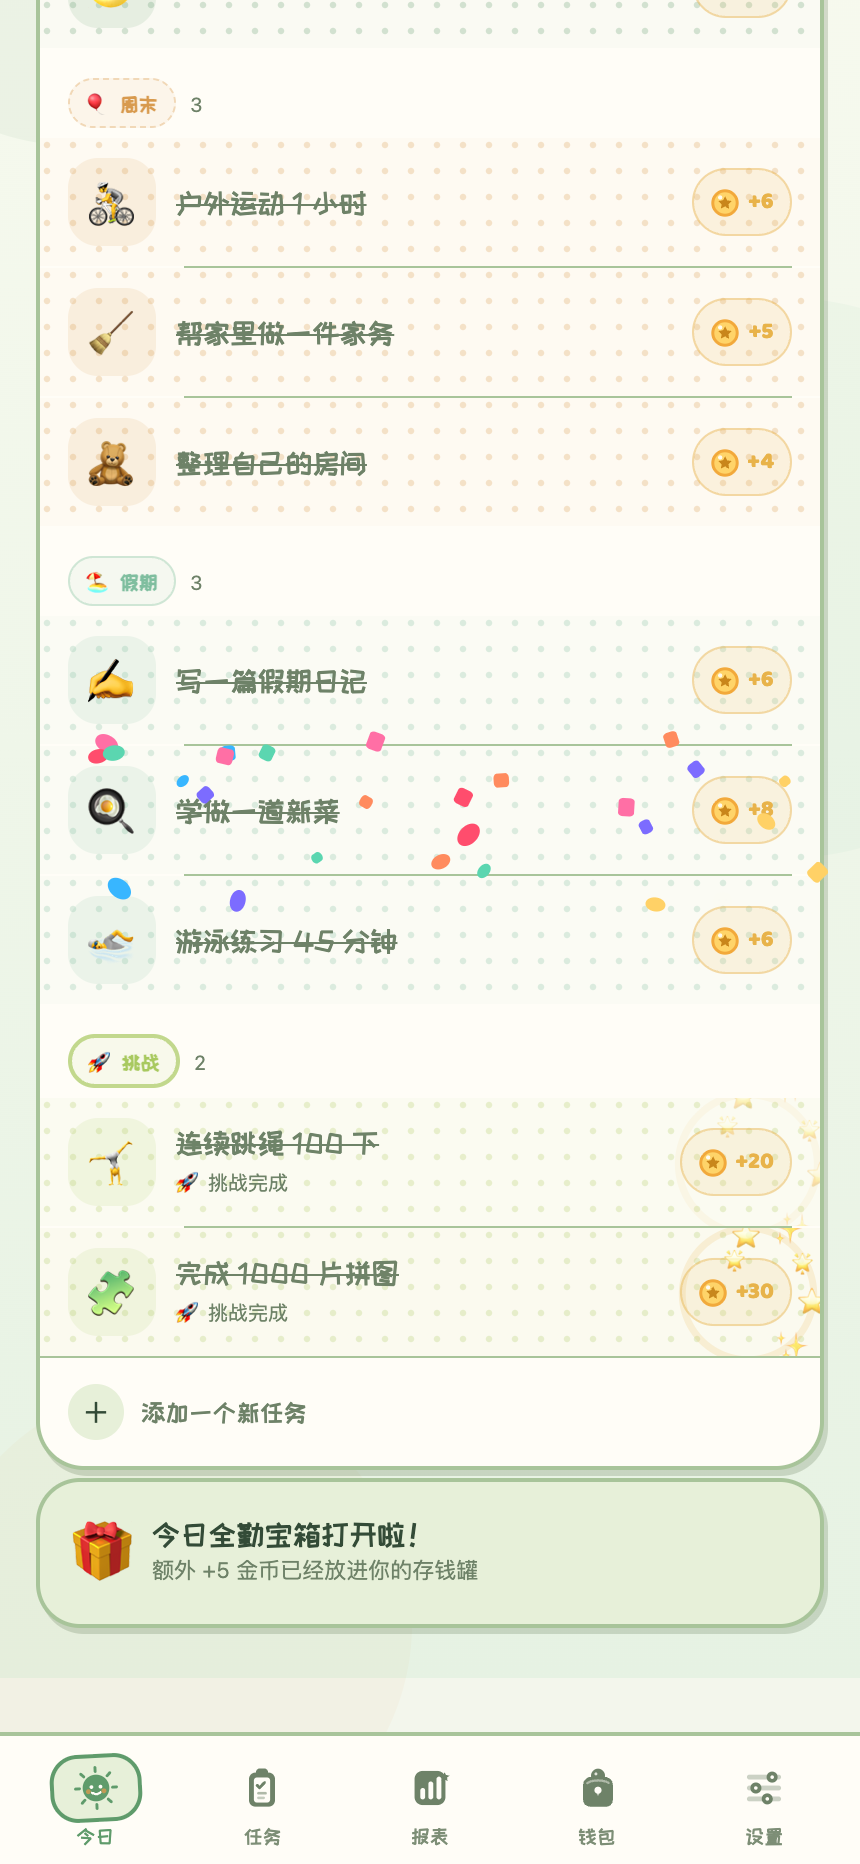 周末 3
户外运动 1 小时 +6
帮家里做一件家务 +5
整理自己的房间 +4
假期 3
写一篇假期日记 +6
学做一道新菜 +8
游泳练习 45 分钟 +6
挑战 2
连续跳绳 100 下 +20
挑战完成
完成 1000 片拼图 +30
挑战完成
添加一个新任务
今日全勤宝箱打开啦!
额外 +5 金币已经放进你的存钱罐
今日 任务 报表 钱包 设置